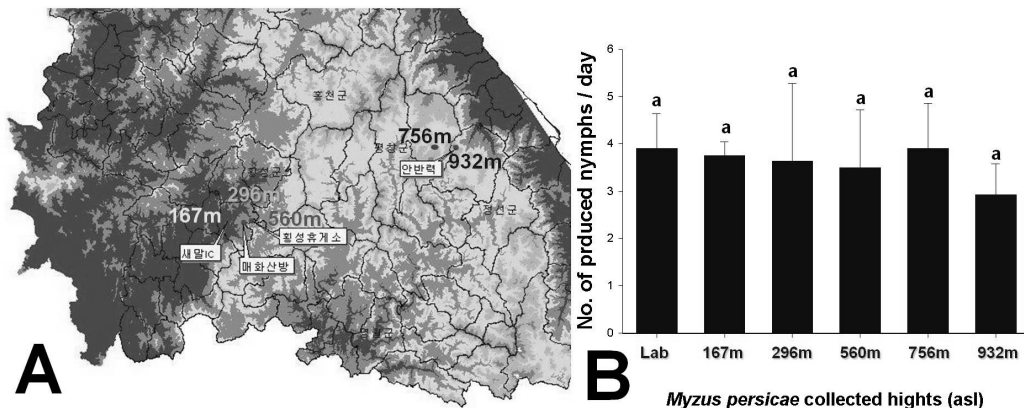 홍천군
756m
평창군
932m
안반력
296m
정선군
167m
560m
횡성휴게소
새말IC
매화산방
A
No. of prduced nymphs / day
6
5
4
3
2
1
0
a
a
a
a
a
a
Lab
167m
296m
560m
756m
932m
B
Myzus persicae collected hights (asl)